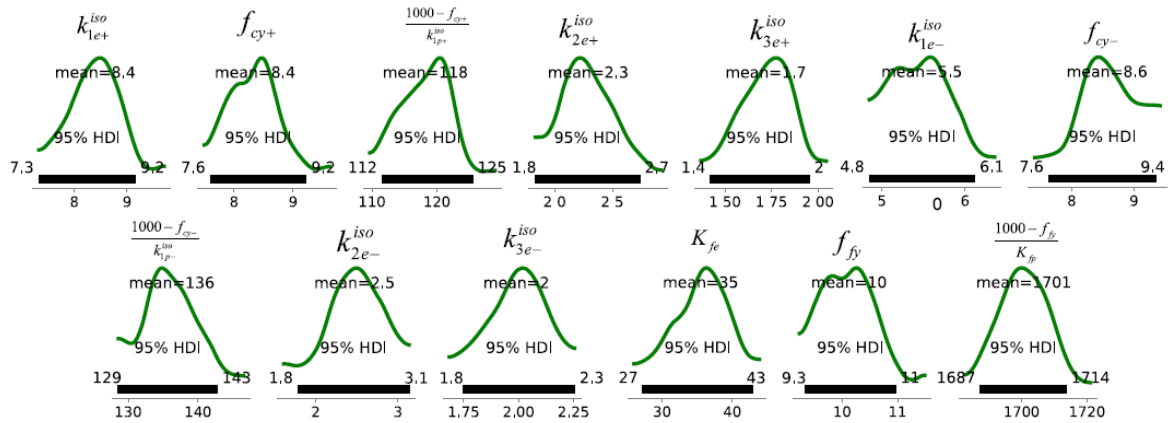 k_{1e+}^{iso} f_{cy+} \frac{1000-f_{cy+}}{k_{1p+}^{iso}} k_{2e+}^{iso} k_{3e+}^{iso} k_{1e-}^{iso} f_{cy-}
mean=8,4 mean=8.4 mean=118 mean=2.3 mean=1.7 mean=5.5 mean=8.6
95% HDI 95% HDI 95% HDI 95% HDI 95% HDI 95% HDI 95% HDI
7.3 9,2 7.6 9,2 112 125 1.8 2,7 1,4 2 4.8 6.1 7.6 9,4
8 9 8 9 110 120 2 0 2 5 1 50 1 75 2 00 5 0 6 8 9
\frac{1000-f_{cy-}}{k_{1p-}^{iso}} k_{2e-}^{iso} k_{3e-}^{iso} K_{fe} f_{fy} \frac{1000-f_{fy}}{K_{fp}}
mean=136 mean=2.5 mean=2 mean=35 mean=10 mean=1701
95% HDI 95% HDI 95% HDI 95% HDI 95% HDI 95% HDI
129 143 1.8 3.1 1.8 2.3 27 43 9.3 11 1687 1714
130 140 2 3 1,75 2,00 2,25 30 40 10 11 1700 1720